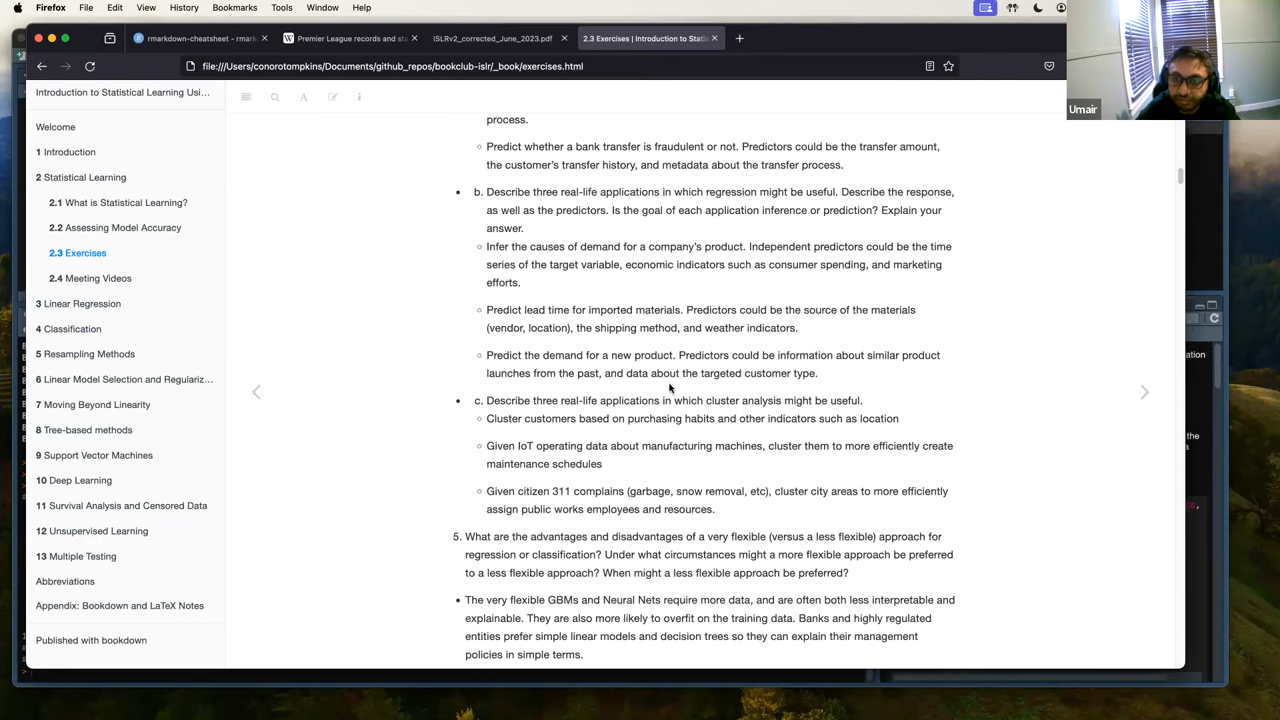 Firefox File Edit View History Bookmarks Tools Window Help
rmarkdown-cheatsheet - rmark
Premier League records and sta
ISLRv2_corrected_June_2023.pdf
2.3 Exercises | Introduction to Statis
file:///Users/conorotompkins/Documents/github_repos/bookclub-islr/_book/exercises.html
Umair
Introduction to Statistical Learning Usi...
Welcome
1 Introduction
2 Statistical Learning
2.1 What is Statistical Learning?
2.2 Assessing Model Accuracy
2.3 Exercises
2.4 Meeting Videos
3 Linear Regression
4 Classification
5 Resampling Methods
6 Linear Model Selection and Regulariz...
7 Moving Beyond Linearity
8 Tree-based methods
9 Support Vector Machines
10 Deep Learning
11 Survival Analysis and Censored Data
12 Unsupervised Learning
13 Multiple Testing
Abbreviations
Appendix: Bookdown and LaTeX Notes
Published with bookdown
process.
Predict whether a bank transfer is fraudulent or not. Predictors could be the transfer amount,
the customer's transfer history, and metadata about the transfer process.
b. Describe three real-life applications in which regression might be useful. Describe the response,
as well as the predictors. Is the goal of each application inference or prediction? Explain your
answer.
Infer the causes of demand for a company's product. Independent predictors could be the time
series of the target variable, economic indicators such as consumer spending, and marketing
efforts.
Predict lead time for imported materials. Predictors could be the source of the materials
(vendor, location), the shipping method, and weather indicators.
Predict the demand for a new product. Predictors could be information about similar product
launches from the past, and data about the targeted customer type.
c. Describe three real-life applications in which cluster analysis might be useful.
Cluster customers based on purchasing habits and other indicators such as location
Given IoT operating data about manufacturing machines, cluster them to more efficiently create
maintenance schedules
Given citizen 311 complains (garbage, snow removal, etc), cluster city areas to more efficiently
assign public works employees and resources.
5. What are the advantages and disadvantages of a very flexible (versus a less flexible) approach for
regression or classification? Under what circumstances might a more flexible approach be preferred
to a less flexible approach? When might a less flexible approach be preferred?
The very flexible GBMs and Neural Nets require more data, and are often both less interpretable and
explainable. They are also more likely to overfit on the training data. Banks and highly regulated
entities prefer simple linear models and decision trees so they can explain their management
policies in simple terms.